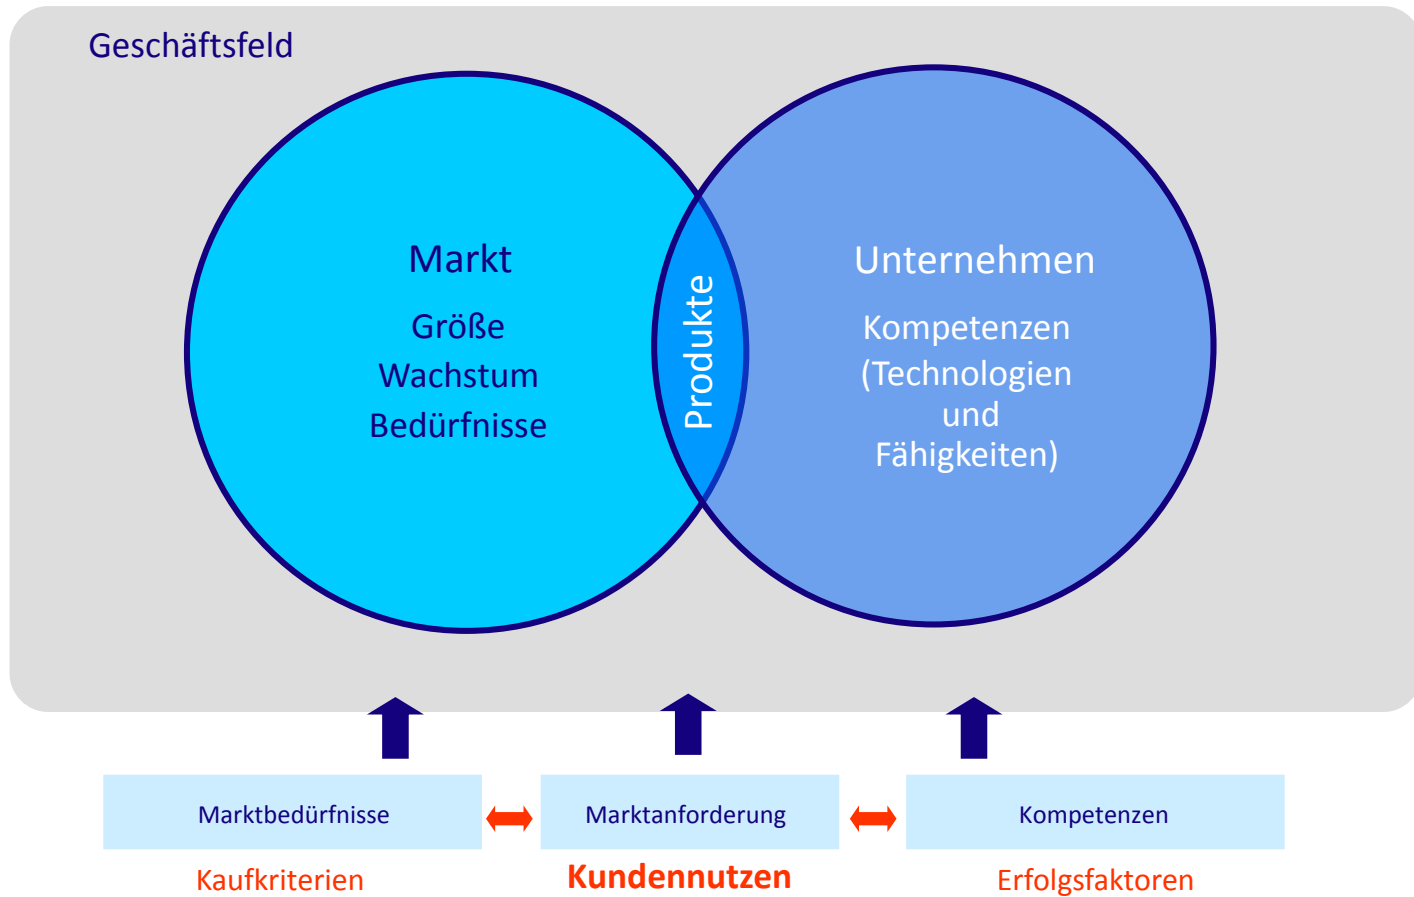 Geschäftsfeld
Markt
Größe
Wachstum
Bedürfnisse
Produkte
Unternehmen
Kompetenzen
(Technologien
und
Fähigkeiten)
Marktbedürfnisse
Marktanforderung
Kompetenzen
Kaufkriterien
Kundennutzen
Erfolgsfaktoren